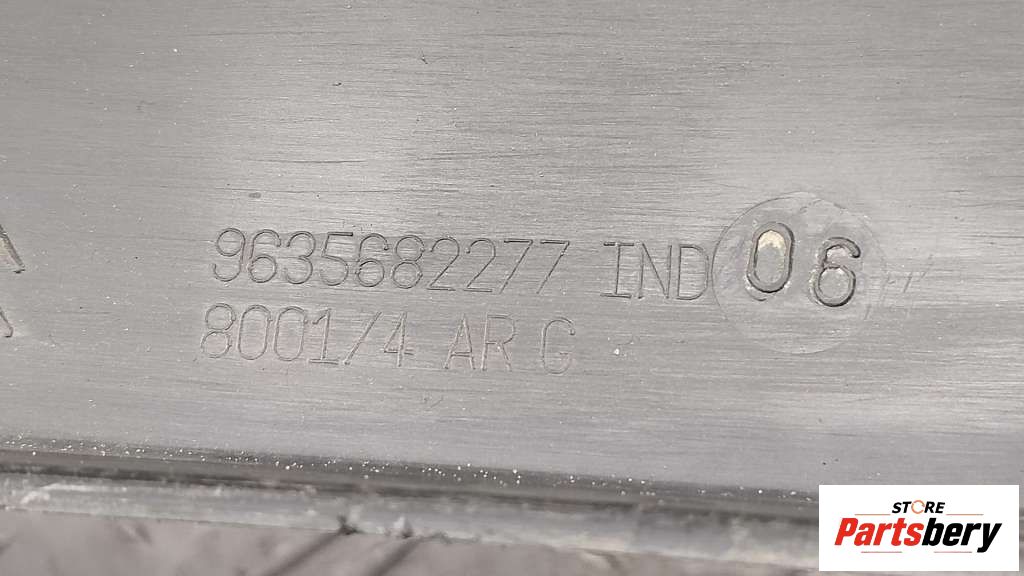 9635682277 IND 06
8001/4 AR G
STORE
Partsbery